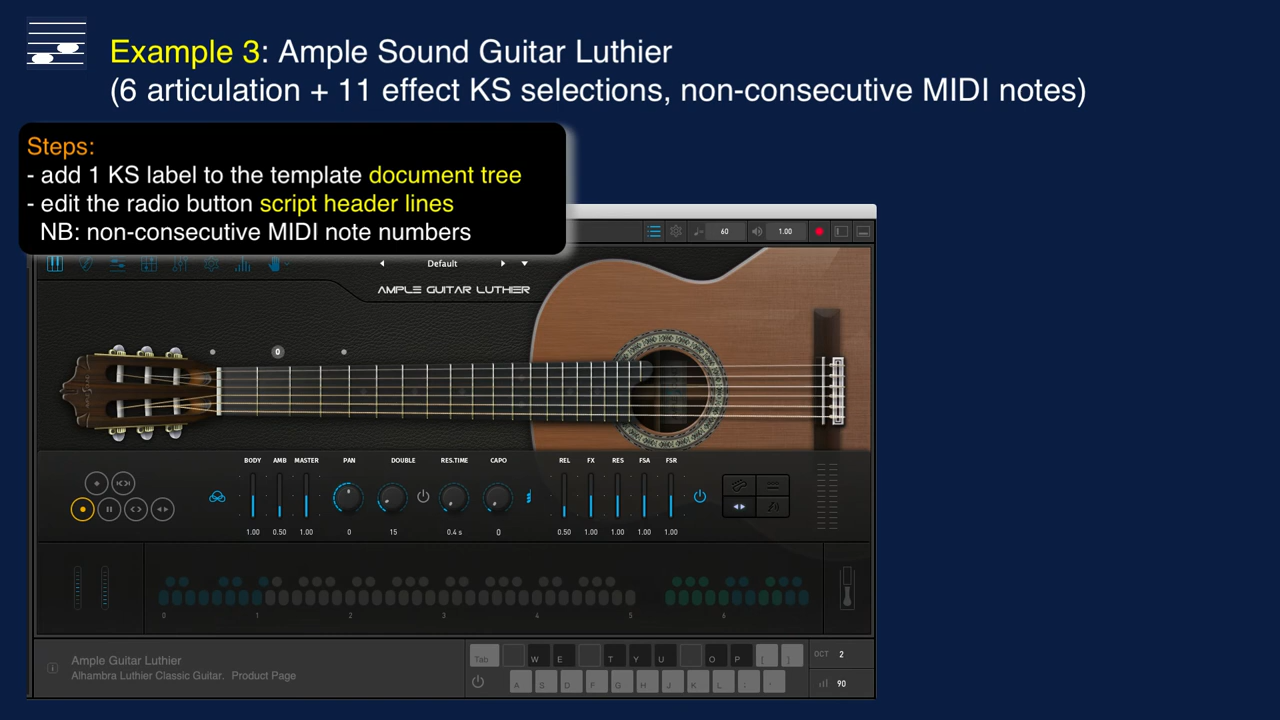 Example 3: Ample Sound Guitar Luthier
(6 articulation + 11 effect KS selections, non-consecutive MIDI notes)
Steps:
- add 1 KS label to the template document tree
- edit the radio button script header lines
NB: non-consecutive MIDI note numbers
60 1.00
Default
AMPLE GUITAR LUTHIER
0
BODY AMB MASTER PAN DOUBLE RES.TIME CAPO REL FX RES FSA FSR
1.00 0.50 1.00 0 15 0.4 s 0 0.50 1.00 1.00 1.00 1.00
0 1 2 3 4 5 6
Ample Guitar Luthier
Alhambra Luthier Classic Guitar. Product Page
Tab W E T Y U O P [ ]
A S D F G H J K L ; '
OCT 2
90